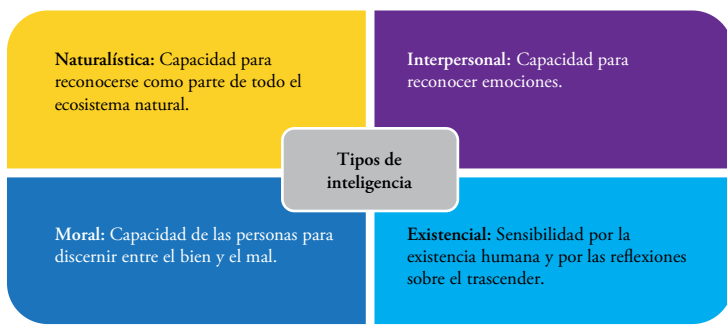 Naturalística: Capacidad para
reconocerse como parte de todo el
ecosistema natural.
Interpersonal: Capacidad para
reconocer emociones.
Tipos de
inteligencia
Moral: Capacidad de las personas para
discernir entre el bien y el mal.
Existencial: Sensibilidad por la
existencia humana y por las reflexiones
sobre el trascender.